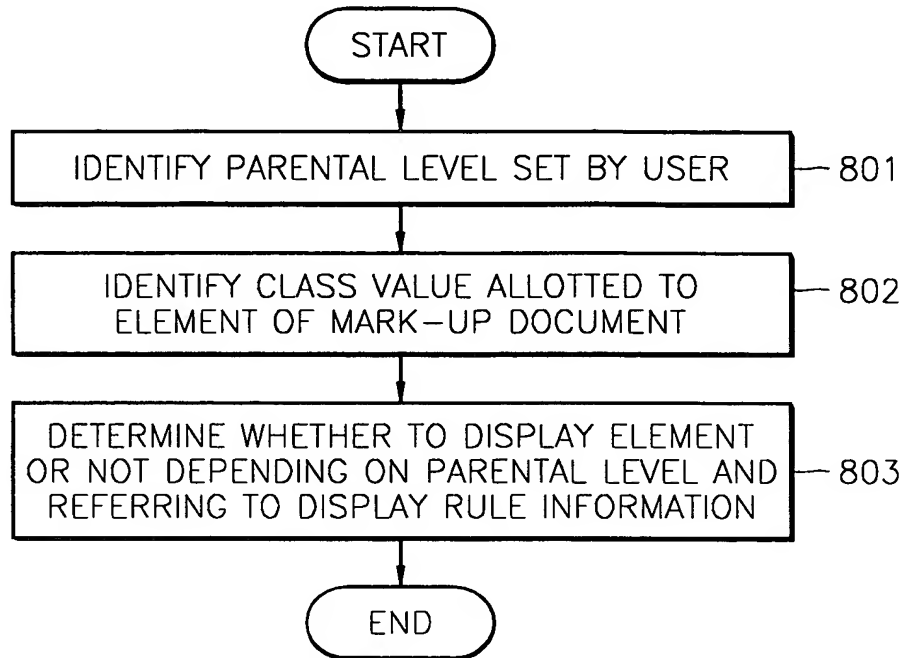 START
IDENTIFY PARENTAL LEVEL SET BY USER
801
IDENTIFY CLASS VALUE ALLOTTED TO
ELEMENT OF MARK-UP DOCUMENT
802
DETERMINE WHETHER TO DISPLAY ELEMENT
OR NOT DEPENDING ON PARENTAL LEVEL AND
REFERRING TO DISPLAY RULE INFORMATION
803
END